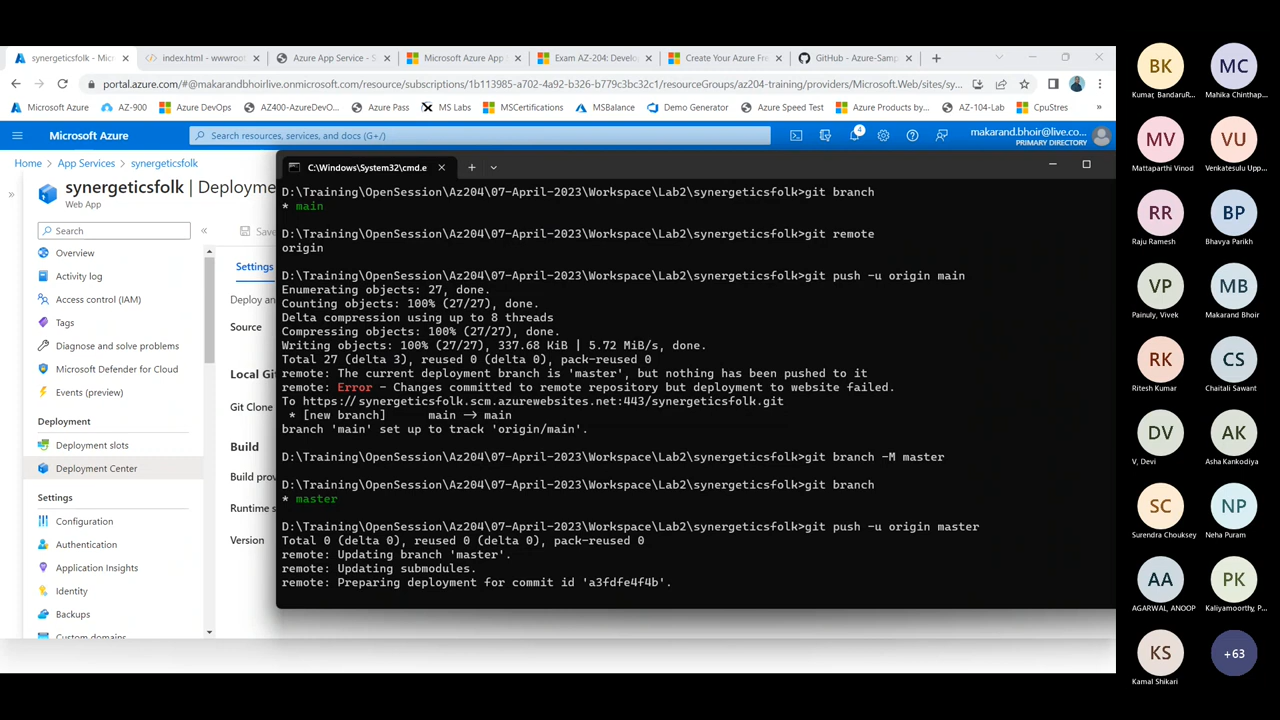 synergeticsfolk - Mic
index.html - wwwroo
Azure App Service - S
Microsoft Azure App S
Exam AZ-204: Develo
Create Your Azure Fre
GitHub - Azure-Samp
portal.azure.com/#@makarandbhoirlive.onmicrosoft.com/resource/subscriptions/1b113985-a702-4a92-b326-b779c3bc32c1/resourceGroups/az204-training/providers/Microsoft.Web/sites/sy...
Microsoft Azure
AZ-900
Azure DevOps
AZ400-AzureDevO...
Azure Pass
MS Labs
MSCertifications
MSBalance
Demo Generator
Azure Speed Test
Azure Products by...
AZ-104-Lab
CpuStres
»
Microsoft Azure
Search resources, services, and docs (G+/)
4
makarand.bhoir@live.co...
PRIMARY DIRECTORY
Home > App Services > synergeticsfolk
»
synergeticsfolk | Deployme
Web App
Search
«
Save
Overview
Activity log
Access control (IAM)
Tags
Diagnose and solve problems
Microsoft Defender for Cloud
Events (preview)
Deployment
Deployment slots
Deployment Center
Settings
Configuration
Authentication
Application Insights
Identity
Backups
Custom domains
Settings
Deploy an
Source
Local Gi
Git Clone
Build
Build prov
Runtime s
Version
C:\Windows\System32\cmd.e
D:\Training\OpenSession\Az204\07-April-2023\Workspace\Lab2\synergeticsfolk>git branch
* main
D:\Training\OpenSession\Az204\07-April-2023\Workspace\Lab2\synergeticsfolk>git remote
origin
D:\Training\OpenSession\Az204\07-April-2023\Workspace\Lab2\synergeticsfolk>git push -u origin main
Enumerating objects: 27, done.
Counting objects: 100% (27/27), done.
Delta compression using up to 8 threads
Compressing objects: 100% (27/27), done.
Writing objects: 100% (27/27), 337.68 KiB | 5.72 MiB/s, done.
Total 27 (delta 3), reused 0 (delta 0), pack-reused 0
remote: The current deployment branch is 'master', but nothing has been pushed to it
remote: Error - Changes committed to remote repository but deployment to website failed.
To https://synergeticsfolk.scm.azurewebsites.net:443/synergeticsfolk.git
* [new branch] main -> main
branch 'main' set up to track 'origin/main'.
D:\Training\OpenSession\Az204\07-April-2023\Workspace\Lab2\synergeticsfolk>git branch -M master
D:\Training\OpenSession\Az204\07-April-2023\Workspace\Lab2\synergeticsfolk>git branch
* master
D:\Training\OpenSession\Az204\07-April-2023\Workspace\Lab2\synergeticsfolk>git push -u origin master
Total 0 (delta 0), reused 0 (delta 0), pack-reused 0
remote: Updating branch 'master'.
remote: Updating submodules.
remote: Preparing deployment for commit id 'a3fdfe4f4b'.
BK
Kumar, BandaruR...
MC
Mahika Chinthap...
MV
Mattaparthi Vinod
VU
Venkatesulu Upp...
RR
Raju Ramesh
BP
Bhavya Parikh
VP
Painuly, Vivek
MB
Makarand Bhoir
RK
Ritesh Kumar
CS
Chaitali Sawant
DV
V, Devi
AK
Asha Kankodiya
SC
Surendra Chouksey
NP
Neha Puram
AA
AGARWAL, ANOOP
PK
Kaliyamoorthy, P...
KS
Kamal Shikari
+63